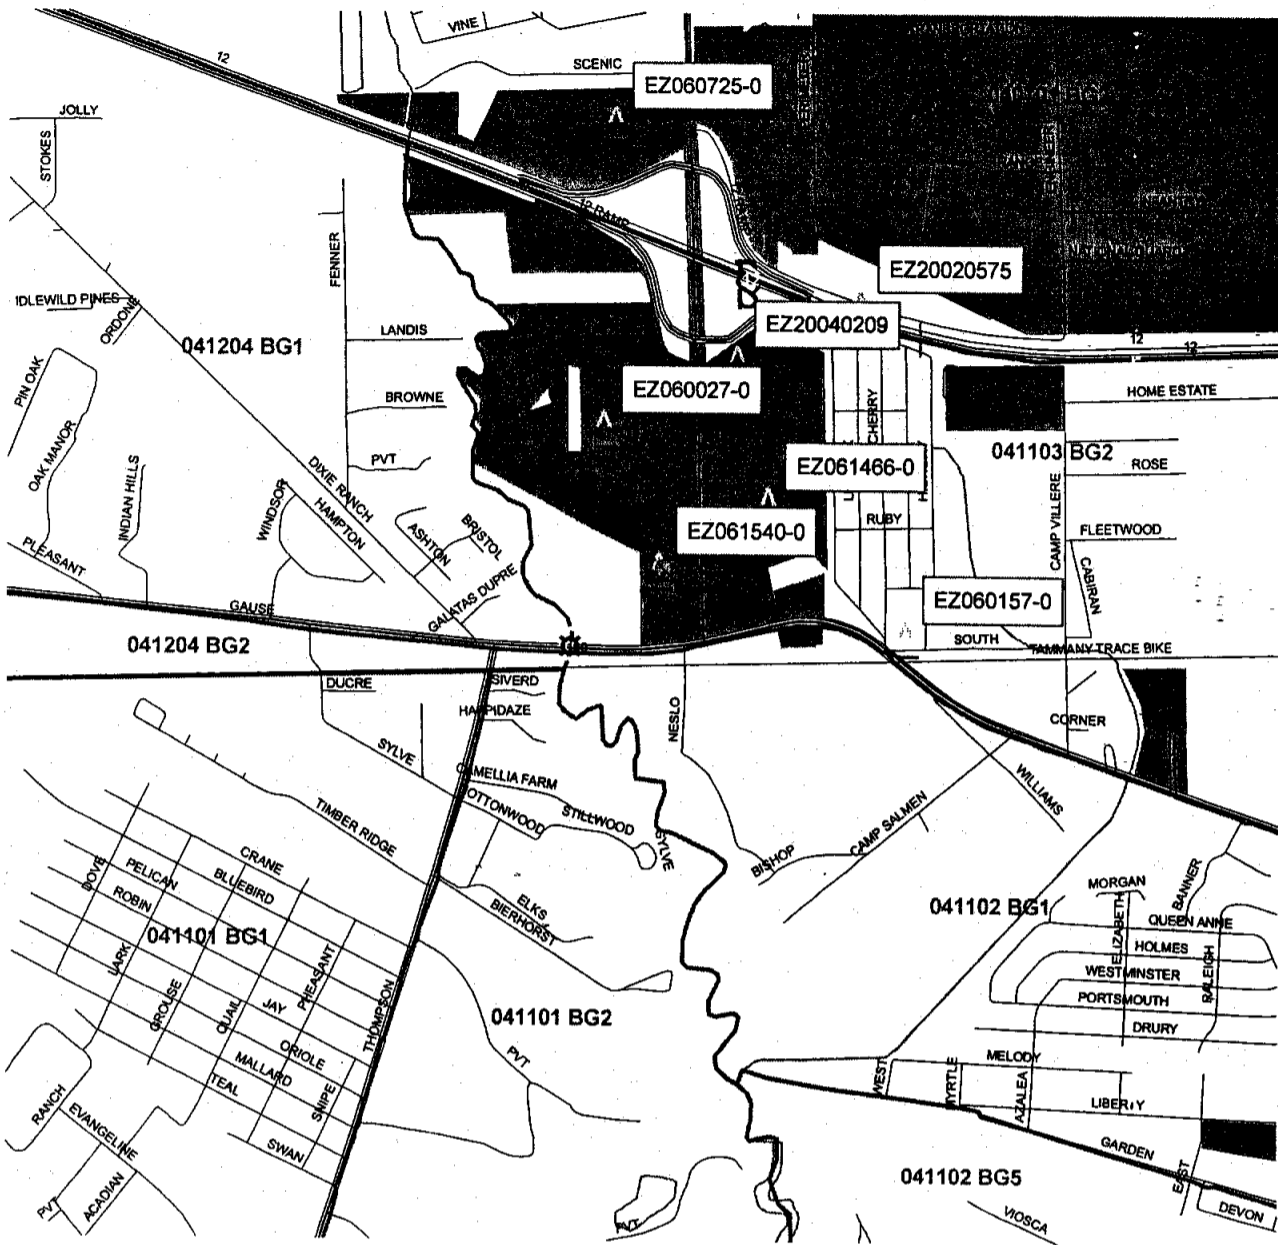 VINE
12
SCENIC
EZ060725-0
JOLLY
STOKES
12 RAMP
FENNER
EZ20020575
IDLEWILD PINES
ORDONE
EZ20040209
LANDIS
041204 BG1
12
12
PIN OAK
EZ060027-0
BROWNE
CHERRY
HOME ESTATE
OAK MANOR
PVT
041103 BG2
EZ061466-0
ROSE
DIXIE RANCH
INDIAN HILLS
WINDSOR
HAMPTON
ASHTON
BRISTOL
EZ061540-0
RUBY
CAMP VILLERE
FLEETWOOD
PLEASANT
GALATAS DUPRE
CABIRAN
EZ060157-0
GAUSE
041204 BG2
SOUTH
TAMMANY TRACE BIKE
DUCRE
SIVERD
HAPPIDAZE
NESLO
CORNER
SYLVE
CAMELLIA FARM
COTTONWOOD
STILLWOOD
SYLVE
WILLIAMS
TIMBER RIDGE
CAMP SALMEN
BISHOP
CRANE
DOVE
PELICAN
BLUEBIRD
ROBIN
MORGAN
BANNER
ELKS
BIERHORST
041102 BG1
ELIZABETH
QUEEN ANNE
041101 BG1
HOLMES
LARK
PHEASANT
WESTMINSTER
RALEIGH
GROUSE
QUAIL
JAY
THOMPSON
PORTSMOUTH
041101 BG2
DRURY
ORIOLE
PVT
MELODY
MALLARD
WEST
MYRTLE
AZALEA
TEAL
SNIPE
LIBERTY
RANCH
EVANGELINE
SWAN
GARDEN
041102 BG5
EAST
ACADIAN
PVT
PVT
VIOSCA
DEVON